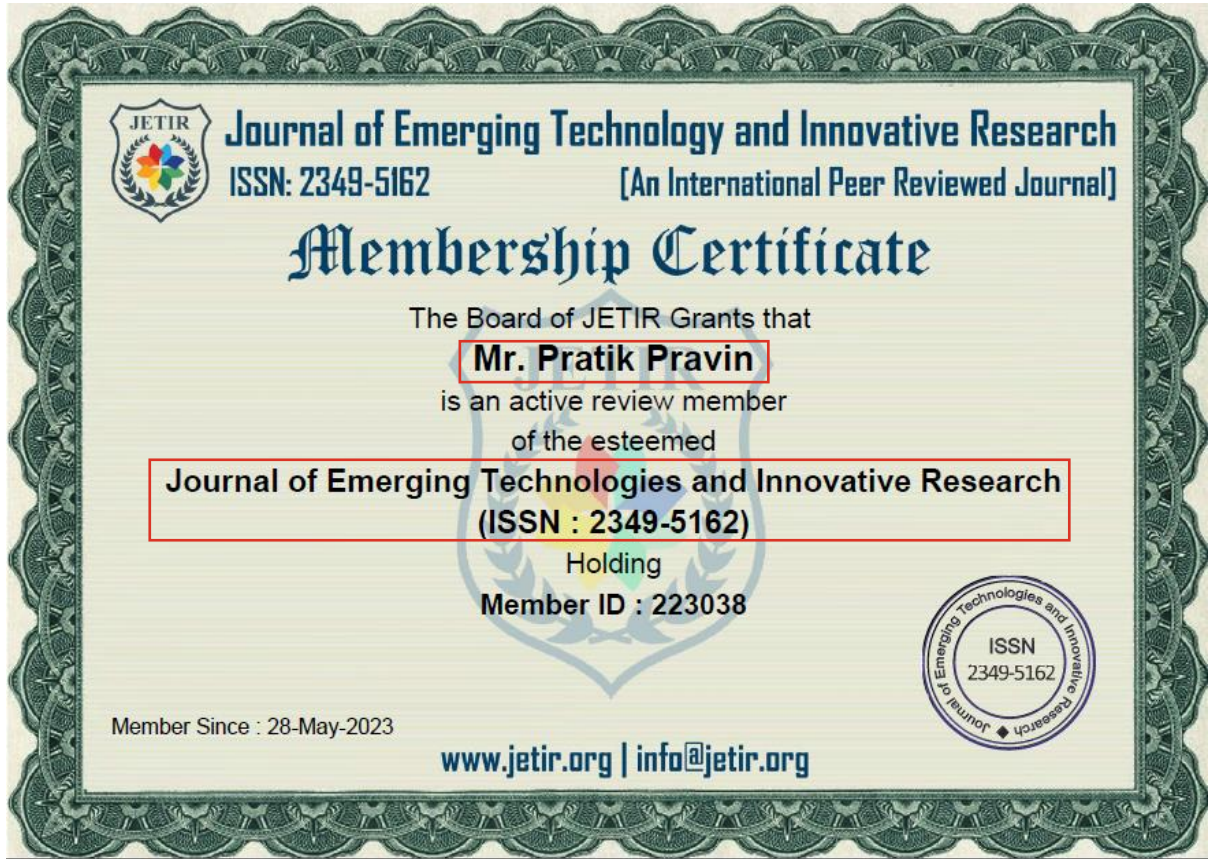 JETIR
Journal of Emerging Technology and Innovative Research
ISSN: 2349-5162
[An International Peer Reviewed Journal]
Membership Certificate
The Board of JETIR Grants that
JETIR
Mr. Pratik Pravin
is an active review member
of the esteemed
Journal of Emerging Technologies and Innovative Research
(ISSN : 2349-5162)
Holding
Member ID : 223038
Journal of Emerging Technologies and Innovative Research
ISSN
2349-5162
Member Since : 28-May-2023
www.jetir.org | info@jetir.org